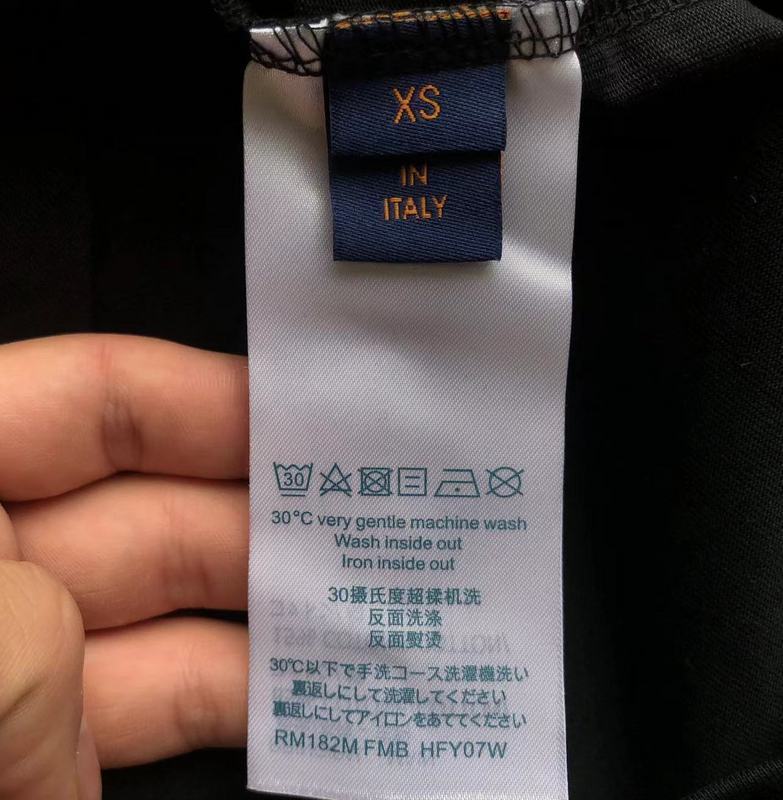 XS
IN
ITALY
30
30°C very gentle machine wash
Wash inside out
Iron inside out
30摄氏度超揉机洗
反面洗涤
反面熨烫
30℃以下で手洗コース洗濯機洗い
裏返しにして洗濯してください
裏返しにしてアイロンをあててください
RM182M FMB HFY07W